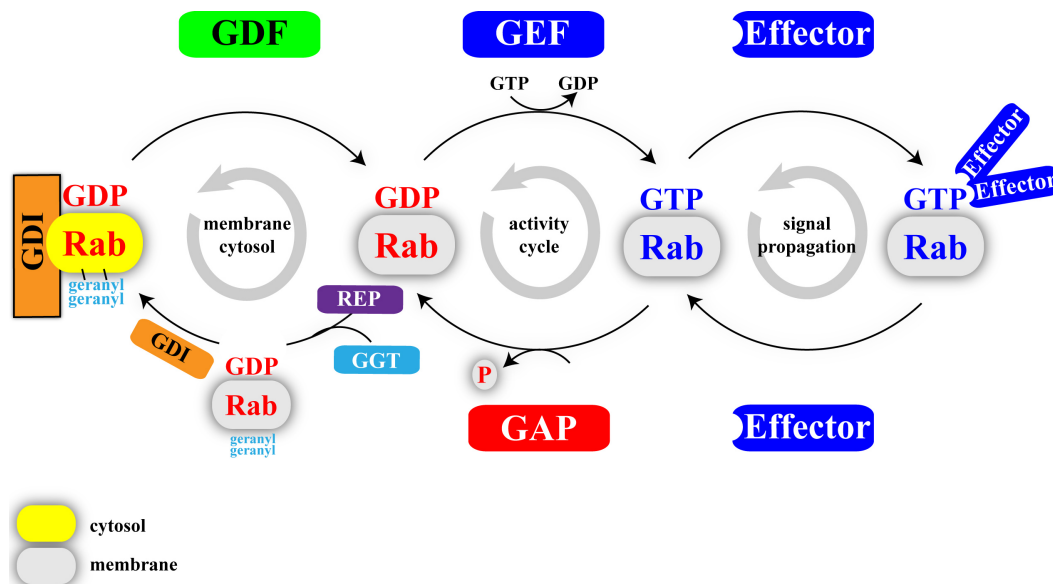 GDF
GEF
Effector
GTP
GDP
Effector
Effector
GDI
GDP
Rab
geranyl
geranyl
membrane
cytosol
GDP
Rab
activity
cycle
GTP
Rab
signal
propagation
GTP
Rab
REP
GDI
GGT
GDP
Rab
geranyl
geranyl
P
GAP
Effector
cytosol
membrane